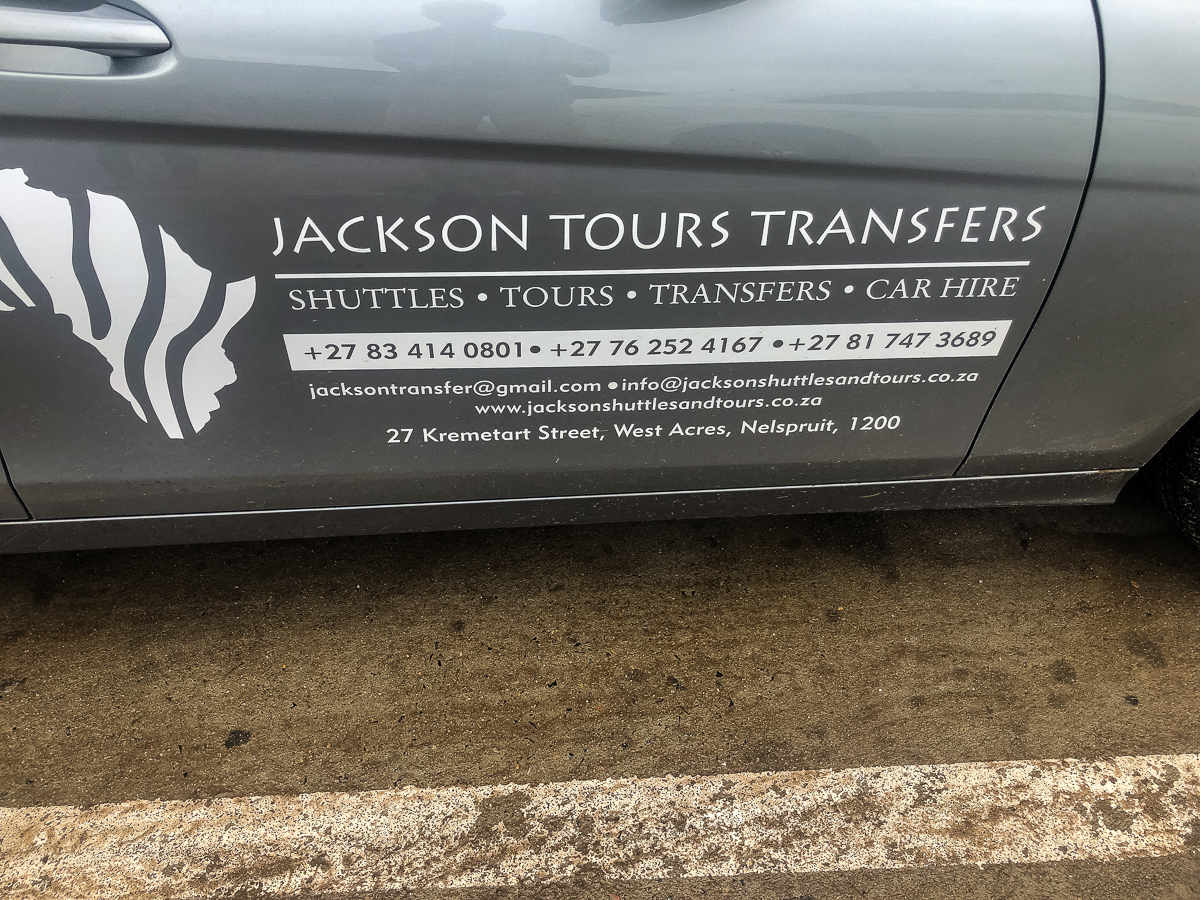 JACKSON TOURS TRANSFERS
SHUTTLES • TOURS • TRANSFERS • CAR HIRE
+27 83 414 0801 • +27 76 252 4167 • +27 81 747 3689
jacksontransfer@gmail.com • info@jacksonshuttlesandtours.co.za
www.jacksonshuttlesandtours.co.za
27 Kremetart Street, West Acres, Nelspruit, 1200